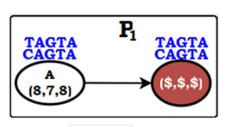 P1
TAGTA TAGTA
CAGTA CAGTA
A
(8,7,8) ($,$,$)